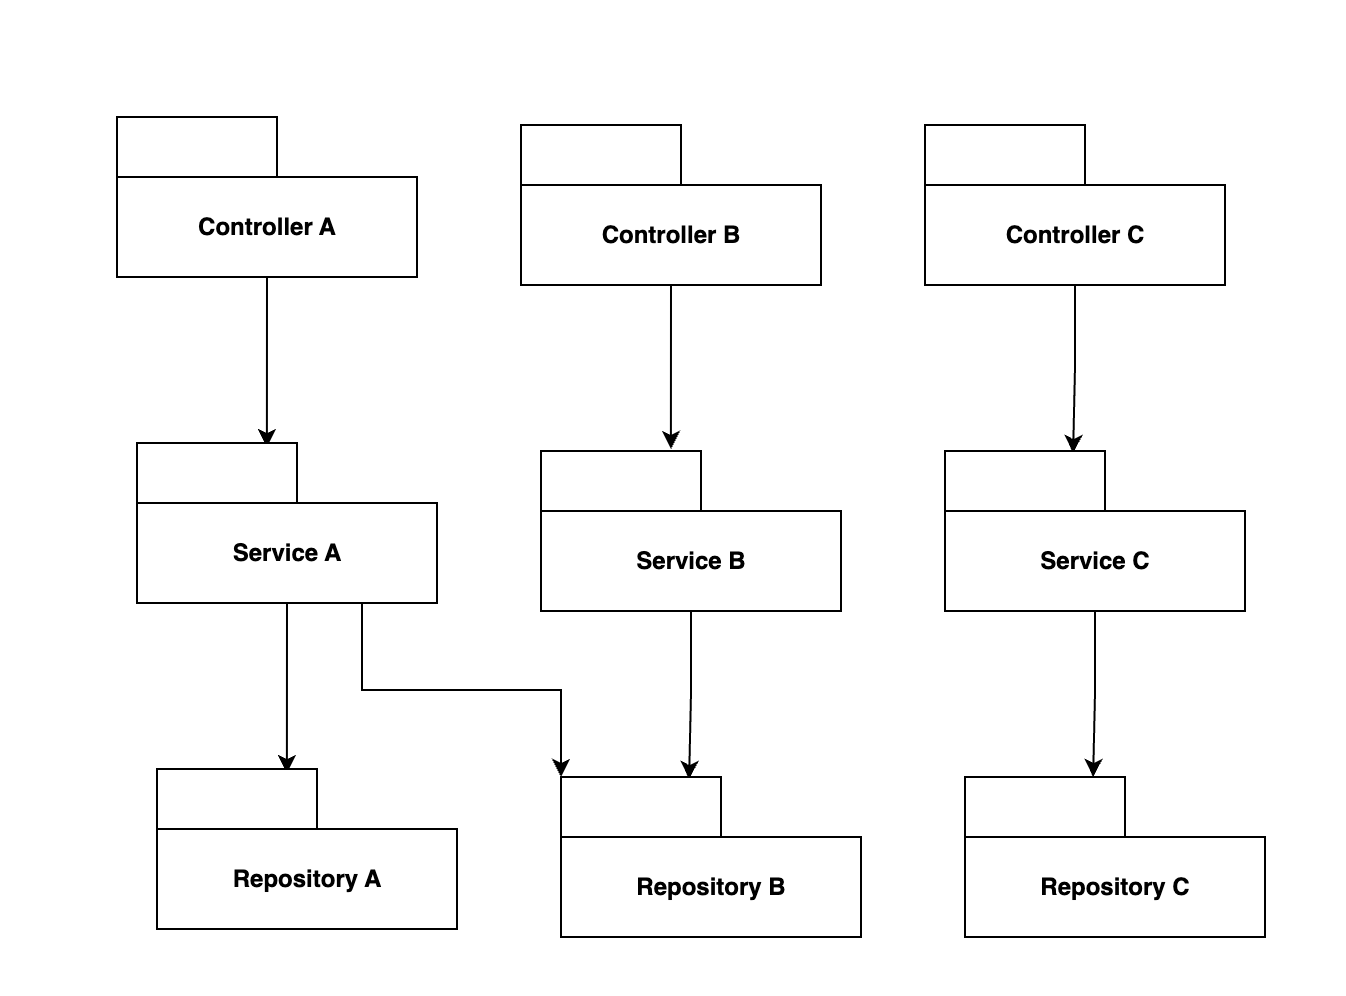 Controller A
Controller B
Controller C
Service A
Service B
Service C
Repository A
Repository B
Repository C